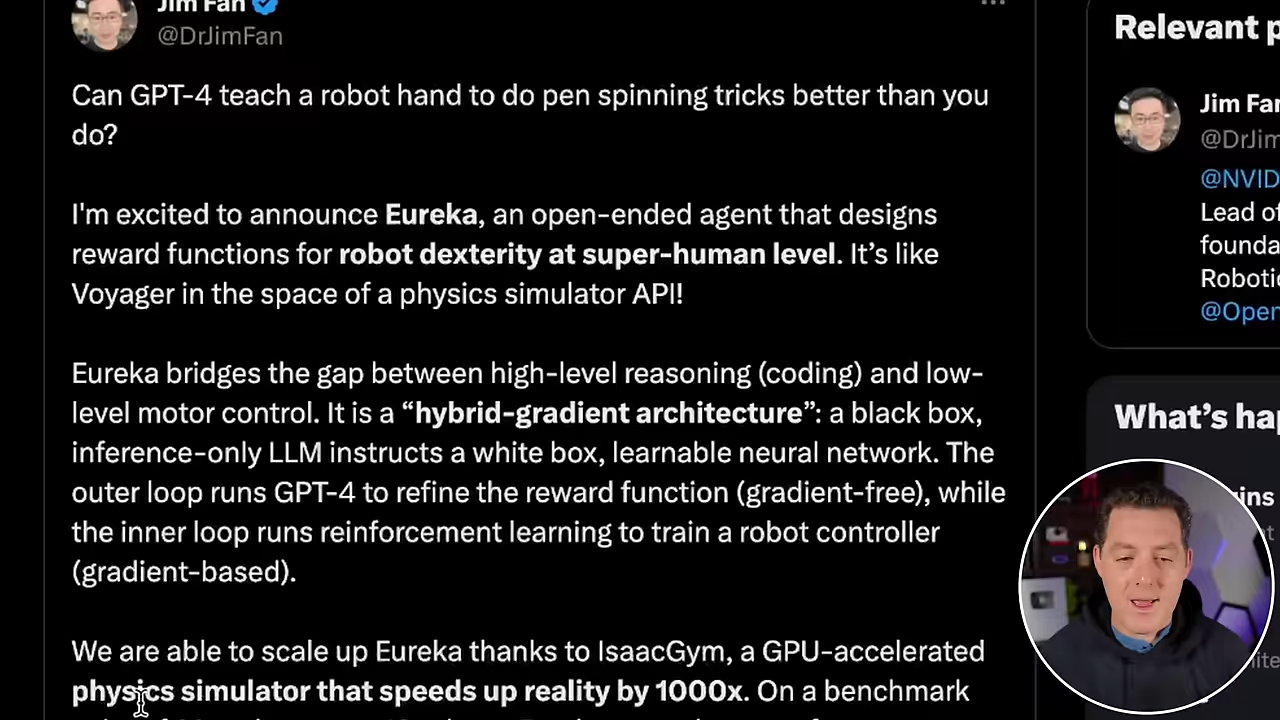 Jim Fan
@DrJimFan
Can GPT-4 teach a robot hand to do pen spinning tricks better than you
do?
I'm excited to announce Eureka, an open-ended agent that designs
reward functions for robot dexterity at super-human level. It’s like
Voyager in the space of a physics simulator API!
Eureka bridges the gap between high-level reasoning (coding) and low-
level motor control. It is a “hybrid-gradient architecture”: a black box,
inference-only LLM instructs a white box, learnable neural network. The
outer loop runs GPT-4 to refine the reward function (gradient-free), while
the inner loop runs reinforcement learning to train a robot controller
(gradient-based).
We are able to scale up Eureka thanks to IsaacGym, a GPU-accelerated
physics simulator that speeds up reality by 1000x. On a benchmark
Relevant p
Jim Fan
@DrJim
@NVID
Lead of
founda
Robotic
@Open
What’s ha